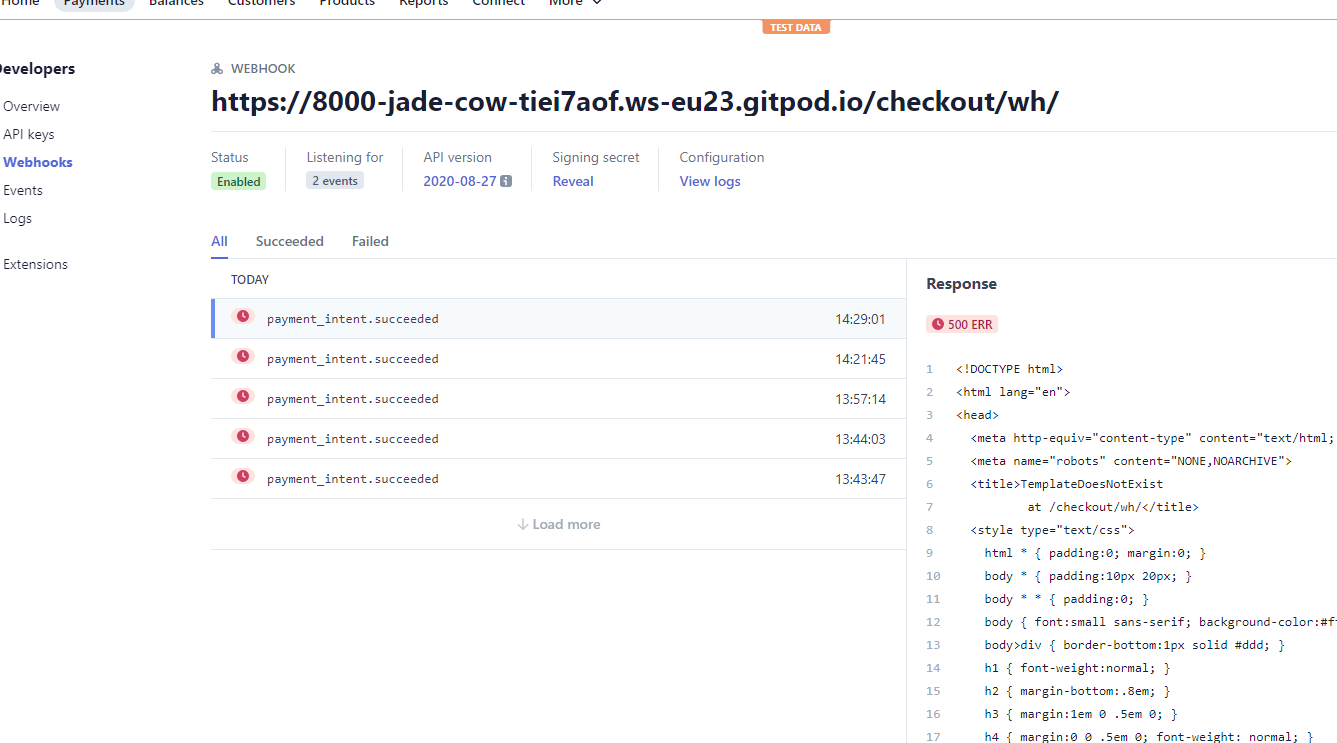 Home Payments Balances Customers Products Reports Connect More
TEST DATA
Developers
Overview
API keys
Webhooks
Events
Logs
Extensions
WEBHOOK
https://8000-jade-cow-tiei7aof.ws-eu23.gitpod.io/checkout/wh/
Status
Enabled
Listening for
2 events
API version
2020-08-27
Signing secret
Reveal
Configuration
View logs
All Succeeded Failed
TODAY
payment_intent.succeeded 14:29:01
payment_intent.succeeded 14:21:45
payment_intent.succeeded 13:57:14
payment_intent.succeeded 13:44:03
payment_intent.succeeded 13:43:47
Load more
Response
500 ERR
1 <!DOCTYPE html>
2 <html lang="en">
3 <head>
4 <meta http-equiv="content-type" content="text/html;
5 <meta name="robots" content="NONE,NOARCHIVE">
6 <title>TemplateDoesNotExist
7 at /checkout/wh/</title>
8 <style type="text/css">
9 html * { padding:0; margin:0; }
10 body * { padding:10px 20px; }
11 body * * { padding:0; }
12 body { font:small sans-serif; background-color:#f
13 body>div { border-bottom:1px solid #ddd; }
14 h1 { font-weight:normal; }
15 h2 { margin-bottom:.8em; }
16 h3 { margin:1em 0 .5em 0; }
17 h4 { margin:0 0 .5em 0; font-weight: normal; }